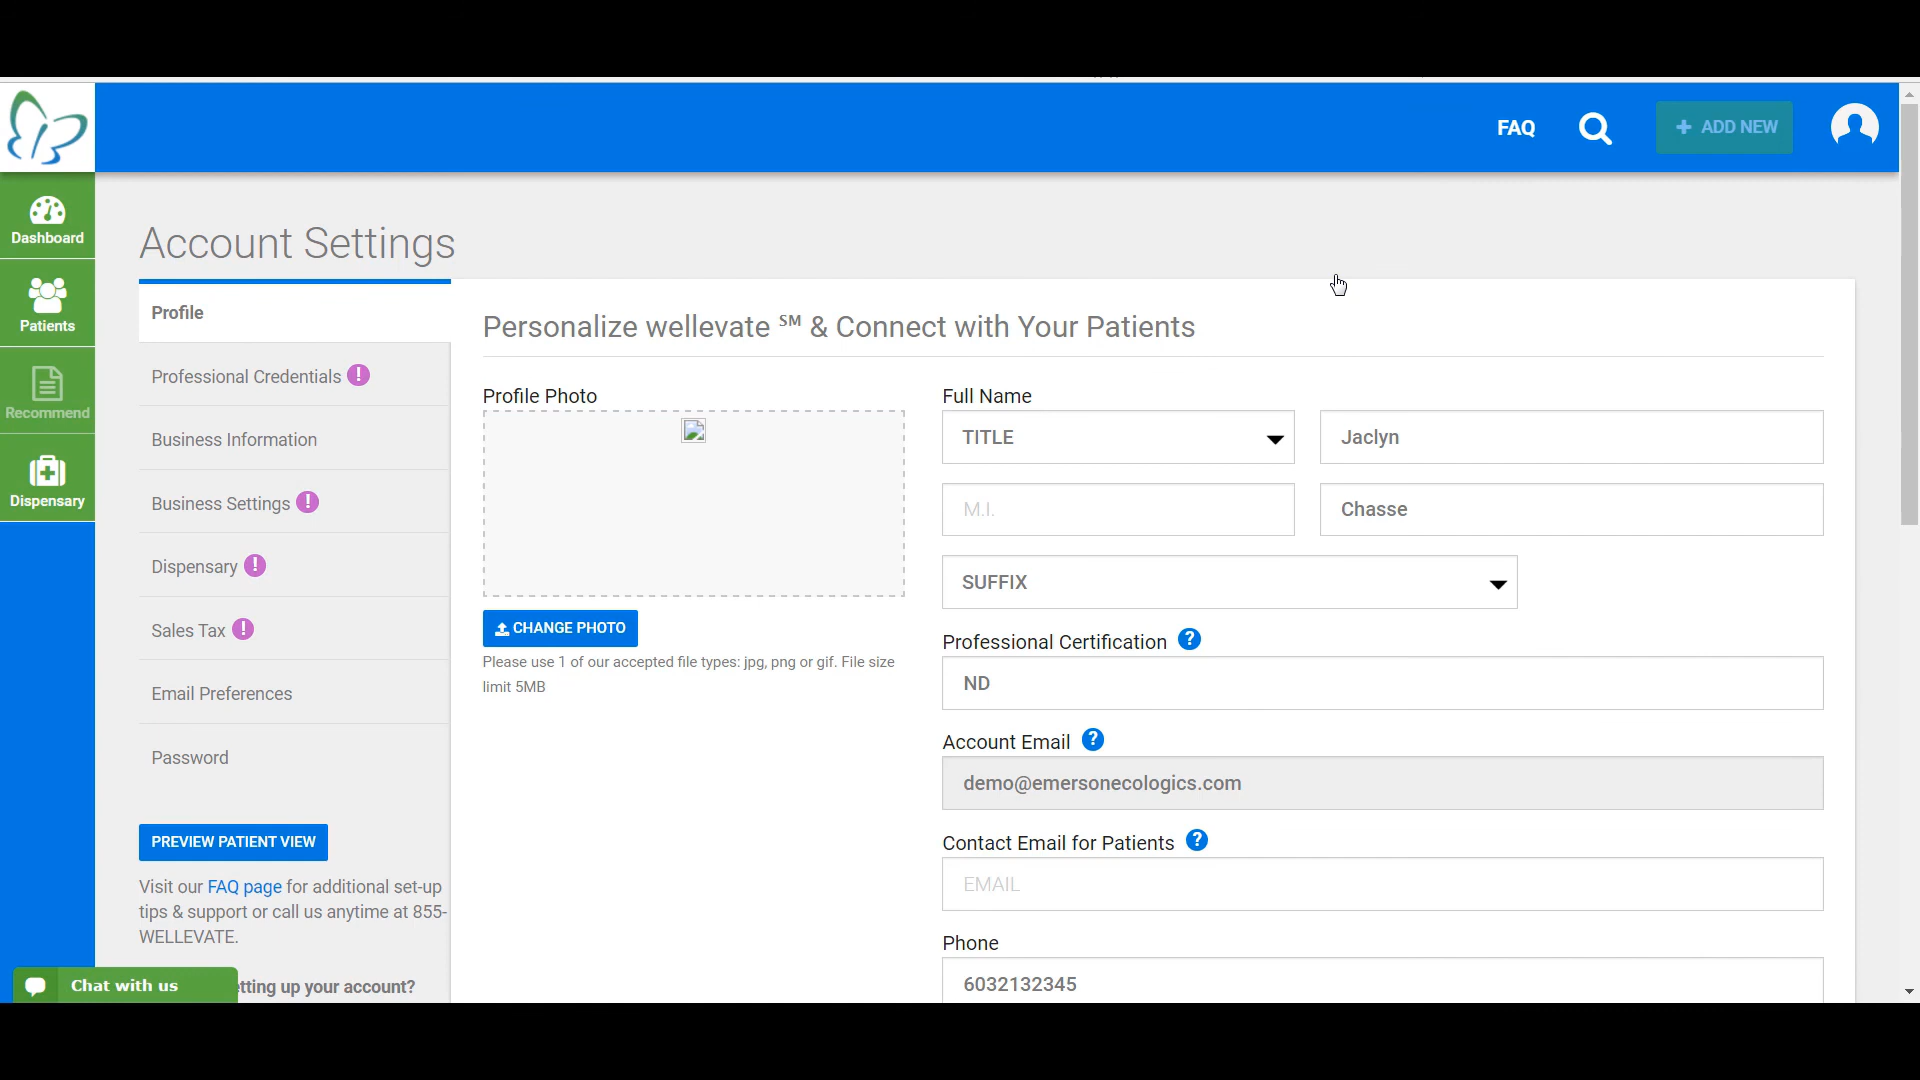 FAQ
+ ADD NEW
Dashboard
Patients
Recommend
Dispensary
Account Settings
Profile
Professional Credentials !
Business Information
Business Settings !
Dispensary !
Sales Tax !
Email Preferences
Password
PREVIEW PATIENT VIEW
Visit our FAQ page for additional set-up
tips & support or call us anytime at 855-
WELLEVATE.
etting up your account?
Chat with us
Personalize wellevate ℠ & Connect with Your Patients
Profile Photo
CHANGE PHOTO
Please use 1 of our accepted file types: jpg, png or gif. File size
limit 5MB
Full Name
TITLE
Jaclyn
M.I.
Chasse
SUFFIX
Professional Certification ?
ND
Account Email ?
demo@emersonecologics.com
Contact Email for Patients ?
EMAIL
Phone
6032132345